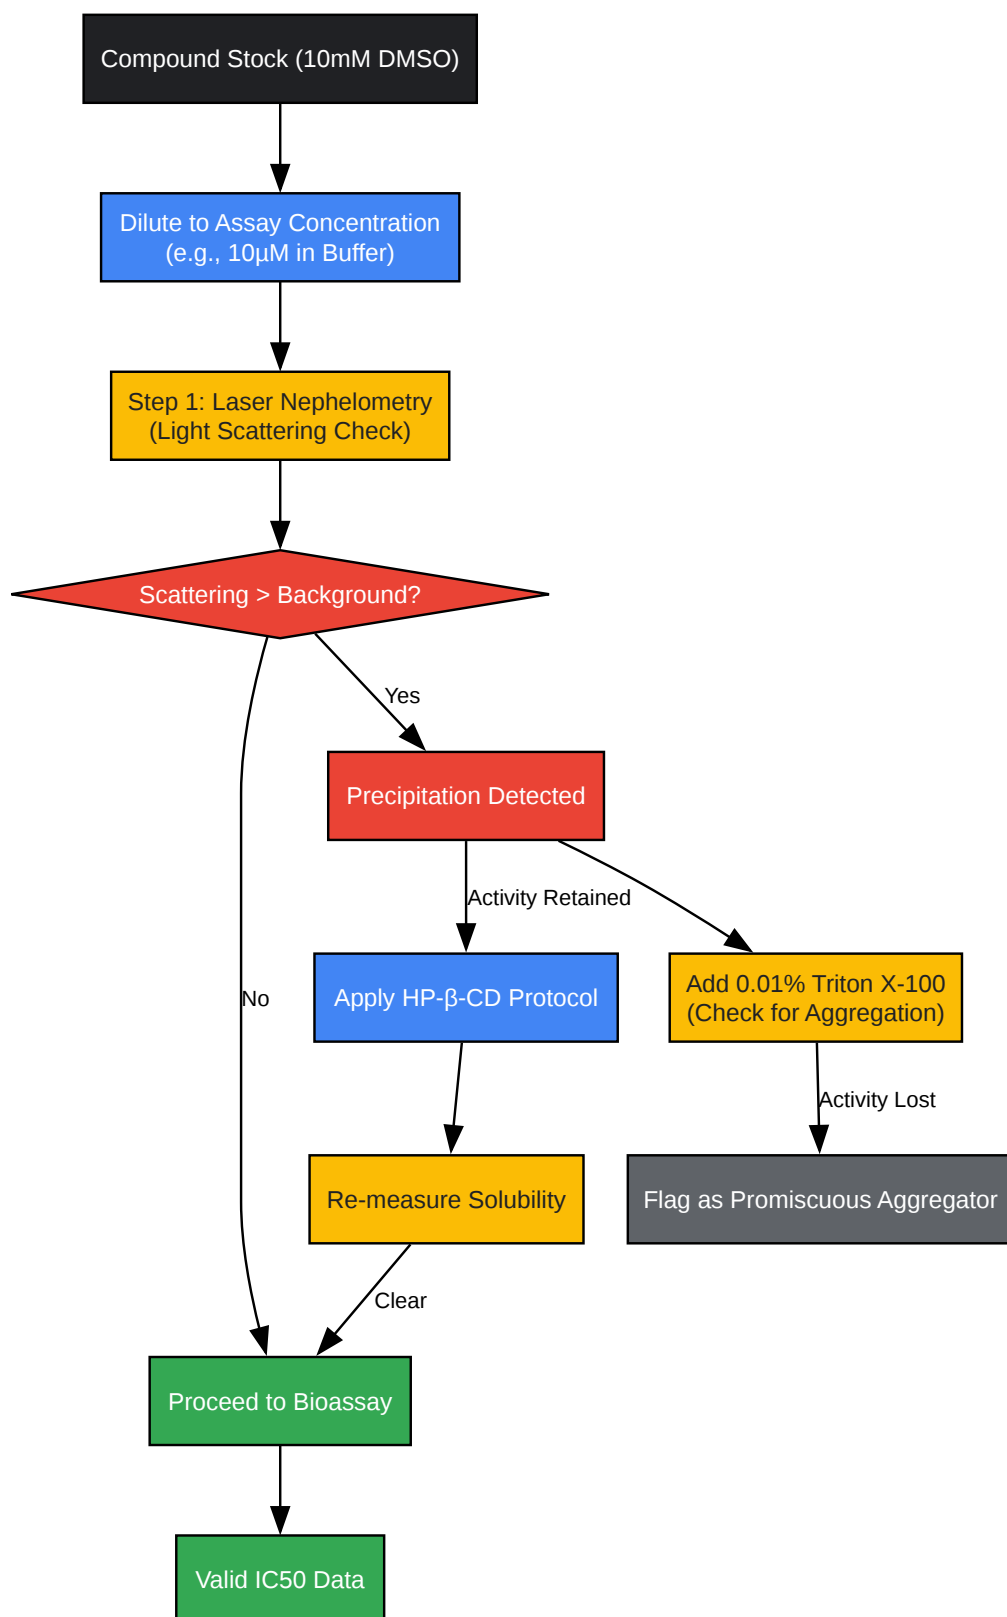 Compound Stock (10mM DMSO)
Dilute to Assay Concentration
(e.g., 10µM in Buffer)
Step 1: Laser Nephelometry
(Light Scattering Check)
Scattering > Background?
Yes
Precipitation Detected
Activity Retained
No
Apply HP-β-CD Protocol
Add 0.01% Triton X-100
(Check for Aggregation)
Activity Lost
Re-measure Solubility
Flag as Promiscuous Aggregator
Clear
Proceed to Bioassay
Valid IC50 Data